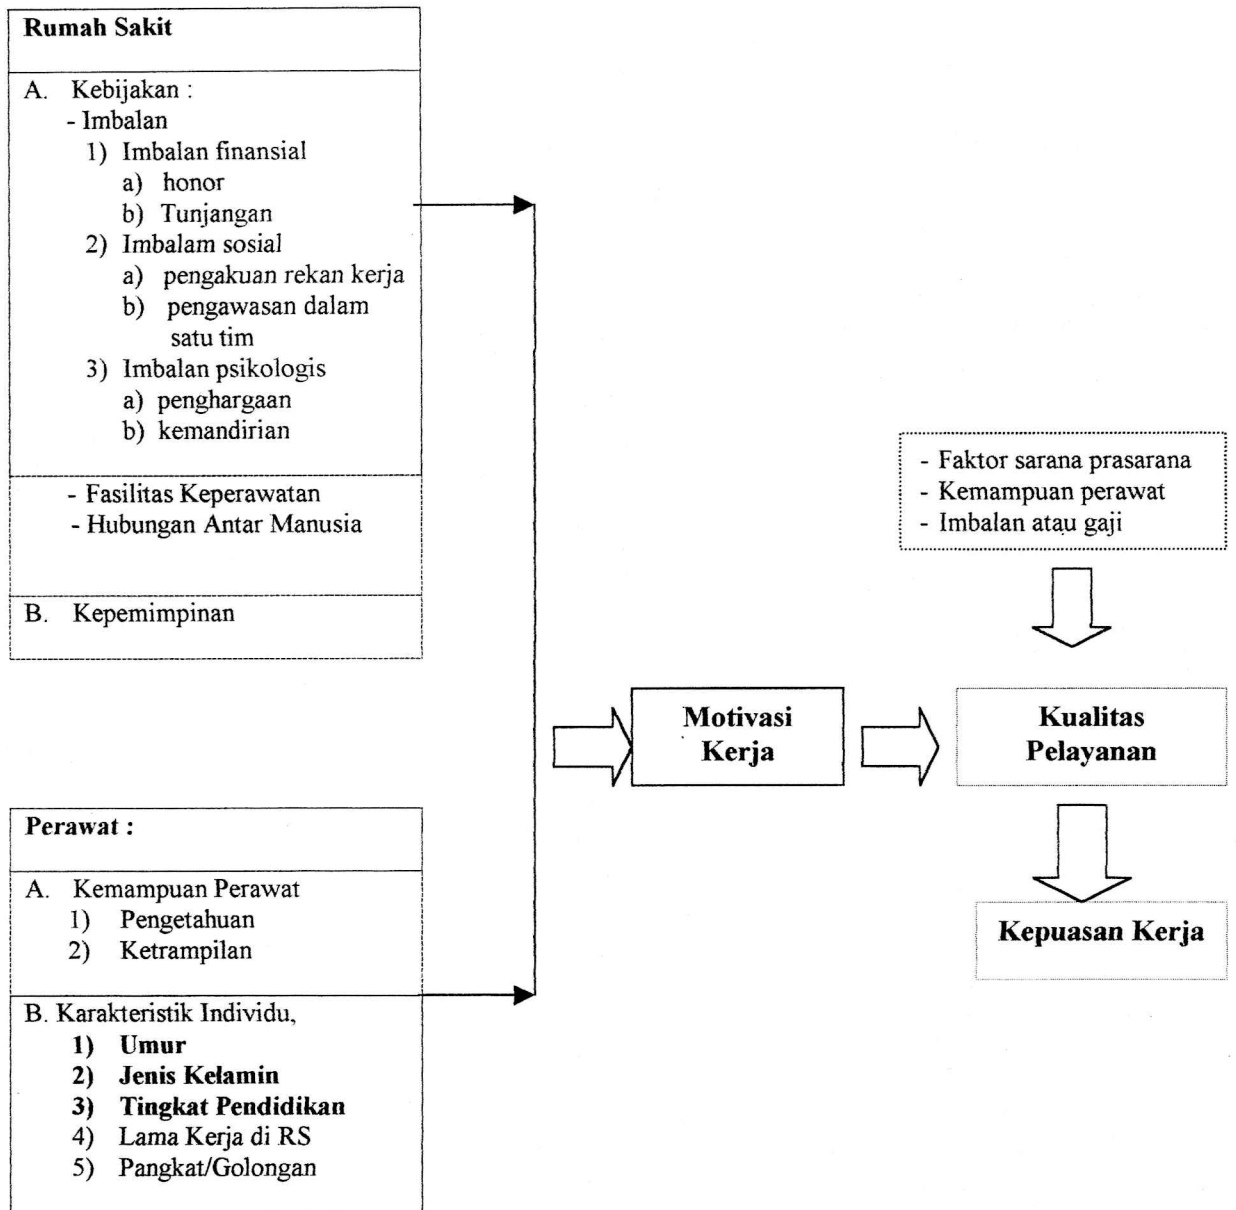 Rumah Sakit
A. Kebijakan :
- Imbalan
1) Imbalan finansial
a) honor
b) Tunjangan
2) Imbalam sosial
a) pengakuan rekan kerja
b) pengawasan dalam
satu tim
3) Imbalan psikologis
a) penghargaan
b) kemandirian
- Fasilitas Keperawatan
- Hubungan Antar Manusia
B. Kepemimpinan
- Faktor sarana prasarana
- Kemampuan perawat
- Imbalan atau gaji
Motivasi
Kerja
Kualitas
Pelayanan
Kepuasan Kerja
Perawat :
A. Kemampuan Perawat
1) Pengetahuan
2) Ketrampilan
B. Karakteristik Individu,
1) Umur
2) Jenis Kelamin
3) Tingkat Pendidikan
4) Lama Kerja di RS
5) Pangkat/Golongan